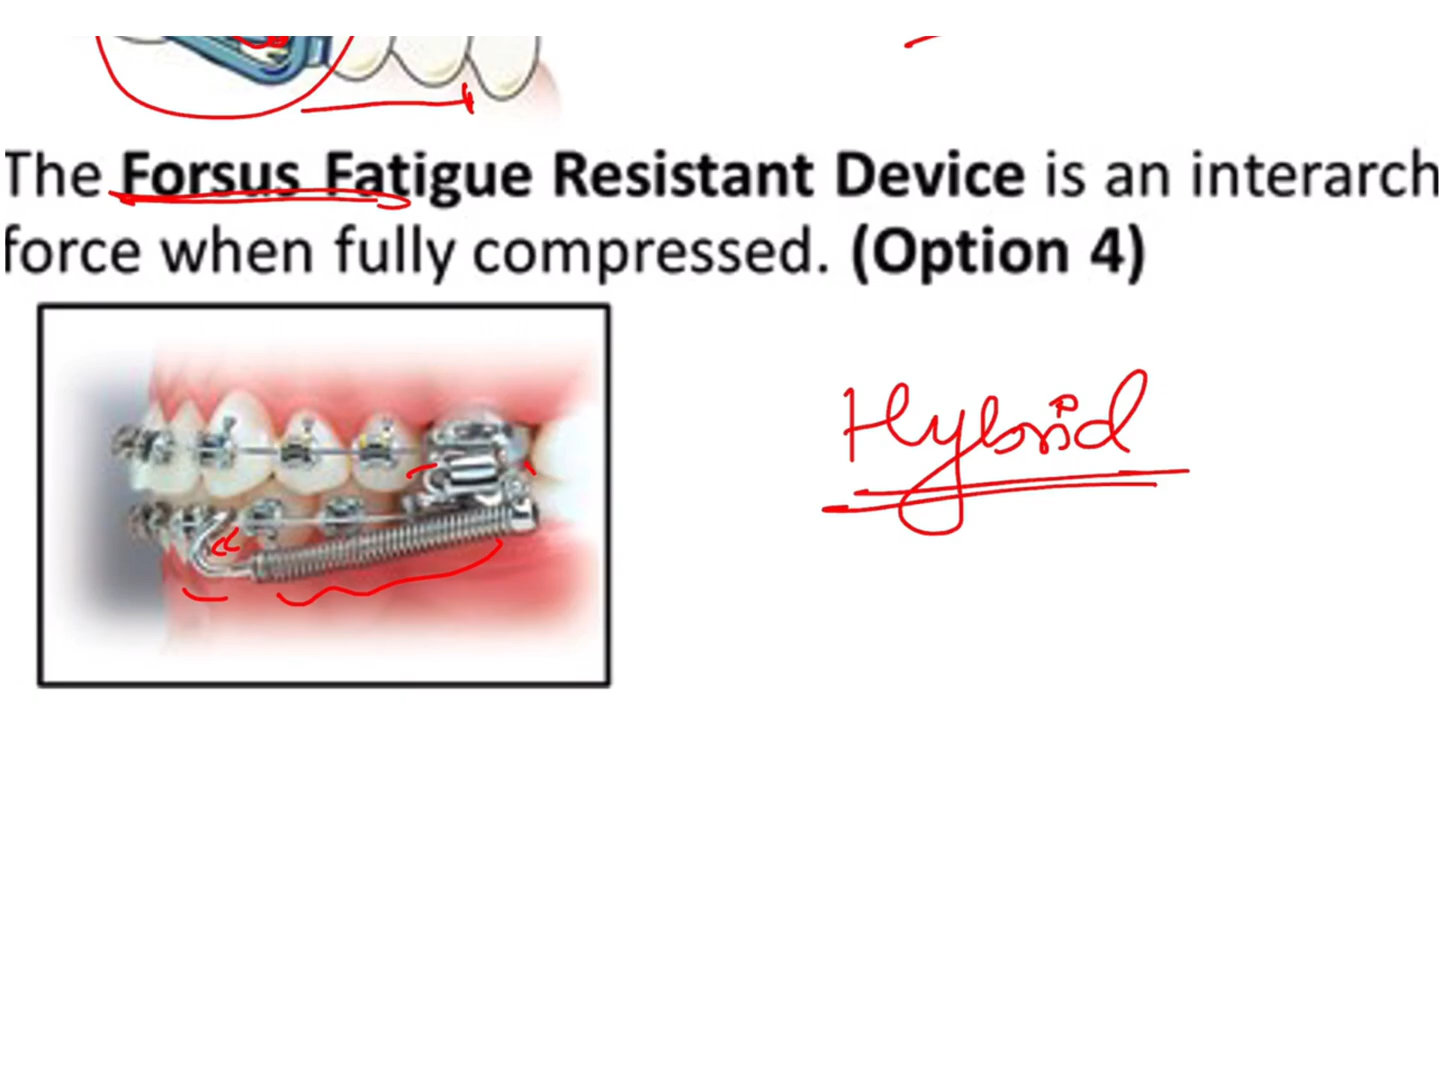 The Forsus Fatigue Resistant Device is an interarch
force when fully compressed. (Option 4)
Hybrid